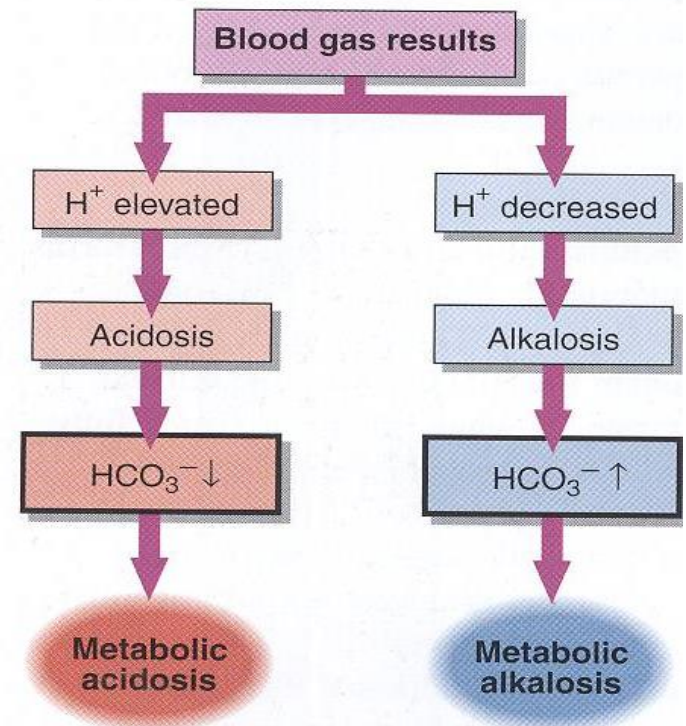 Blood gas results
H⁺ elevated
H⁺ decreased
Acidosis
Alkalosis
HCO₃⁻ ↓
HCO₃⁻ ↑
Metabolic
acidosis
Metabolic
alkalosis